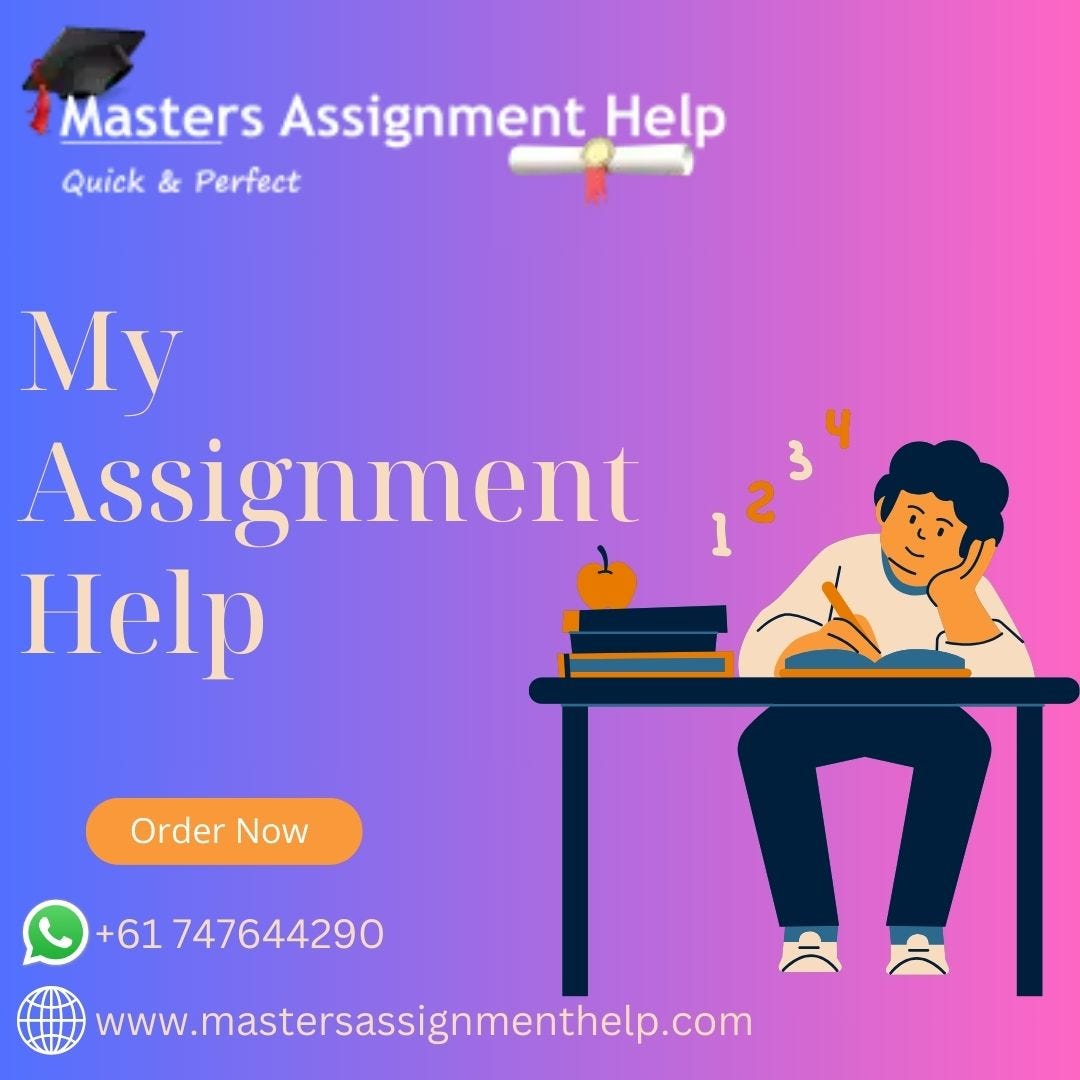 Masters Assignment Help
Quick & Perfect
My
Assignment
Help
1 2 3 4
Order Now
+61 747644290
www.mastersassignmenthelp.com